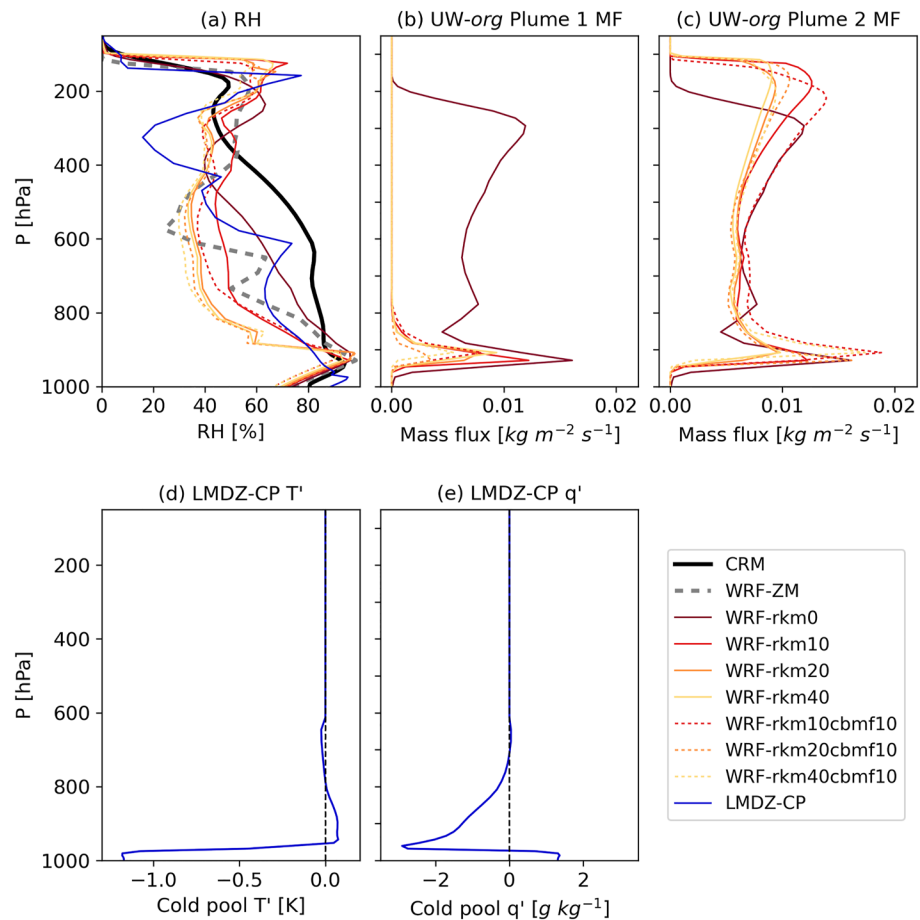 (a) RH
(b) UW-org Plume 1 MF
(c) UW-org Plume 2 MF
P [hPa]
200
400
600
800
1000
0 20 40 60 80
RH [%]
0.00 0.01 0.02
Mass flux [kg m⁻² s⁻¹]
0.00 0.01 0.02
Mass flux [kg m⁻² s⁻¹]
(d) LMDZ-CP T'
(e) LMDZ-CP q'
P [hPa]
200
400
600
800
1000
−1.0 −0.5 0.0
Cold pool T' [K]
−2 0 2
Cold pool q' [g kg⁻¹]
CRM
WRF-ZM
WRF-rkm0
WRF-rkm10
WRF-rkm20
WRF-rkm40
WRF-rkm10cbmf10
WRF-rkm20cbmf10
WRF-rkm40cbmf10
LMDZ-CP